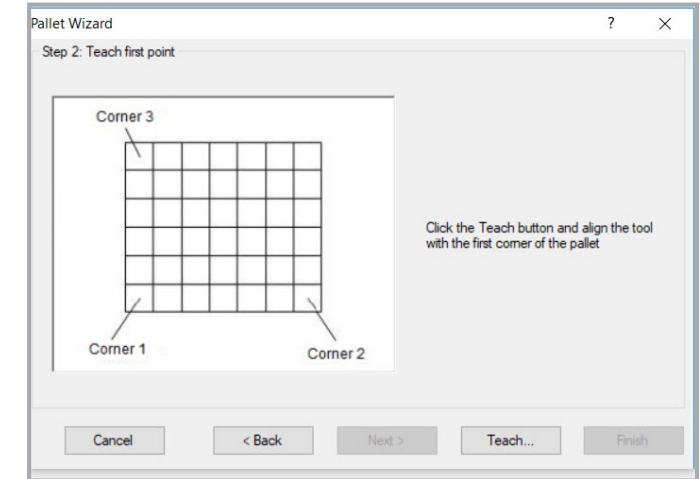 Pallet Wizard
?
Step 2: Teach first point
Corner 3
Click the Teach button and align the tool
with the first corner of the pallet
Corner 1
Corner 2
Cancel
< Back
Next >
Teach...
Finish